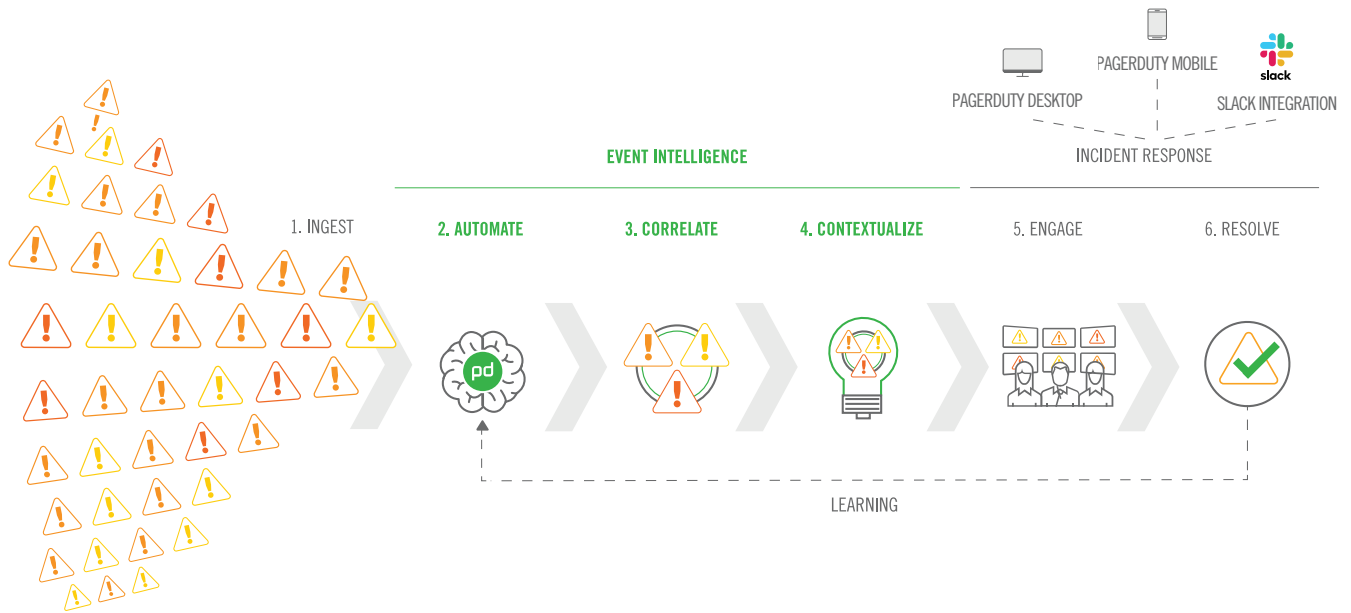 PAGERDUTY DESKTOP
PAGERDUTY MOBILE
slack
SLACK INTEGRATION
EVENT INTELLIGENCE
INCIDENT RESPONSE
1. INGEST
2. AUTOMATE
3. CORRELATE
4. CONTEXTUALIZE
5. ENGAGE
6. RESOLVE
pd
LEARNING